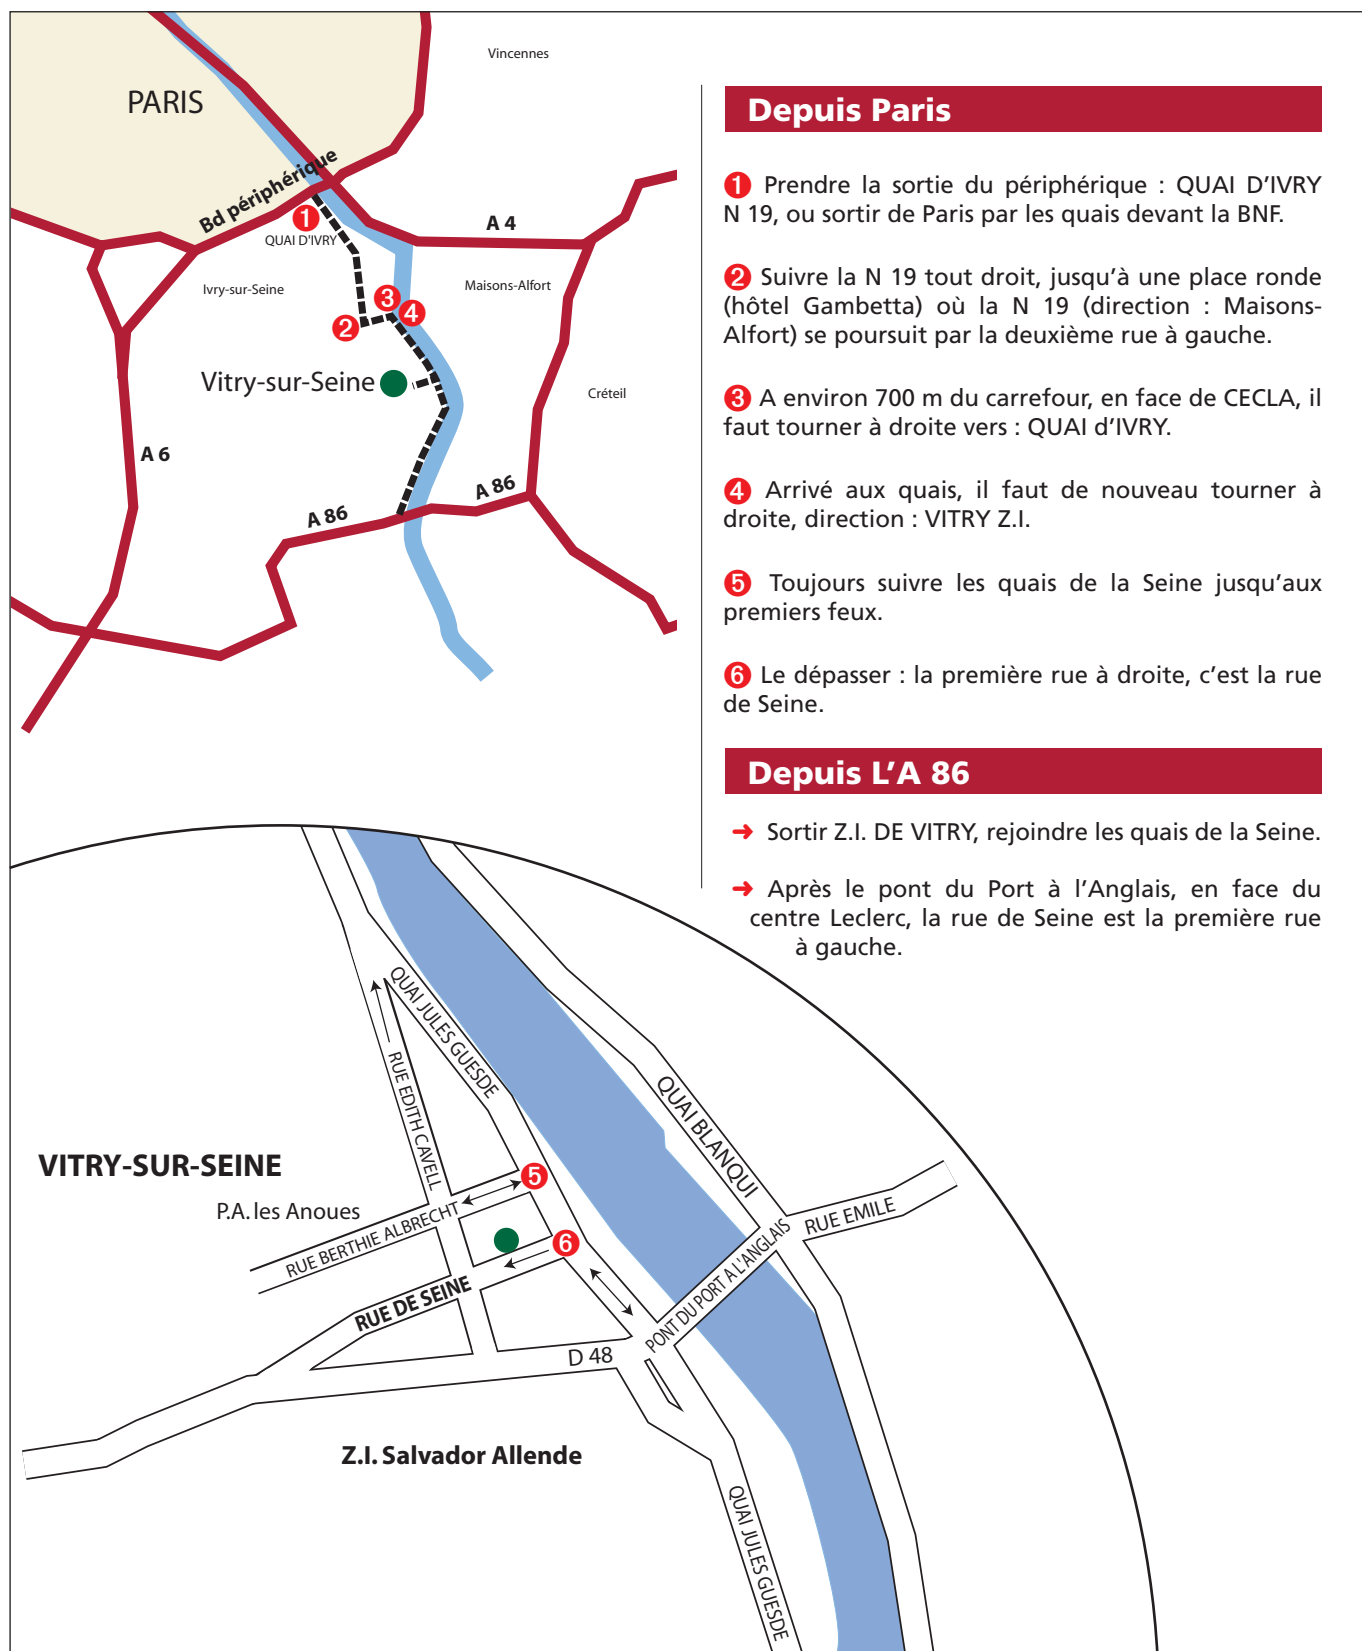 Vincennes
PARIS
Bd périphérique
1
QUAI D'IVRY
A 4
Ivry-sur-Seine
Maisons-Alfort
3
4
2
Vitry-sur-Seine
Créteil
A 6
A 86
A 86
Depuis Paris
1 Prendre la sortie du périphérique : QUAI D'IVRY
N 19, ou sortir de Paris par les quais devant la BNF.
2 Suivre la N 19 tout droit, jusqu'à une place ronde
(hôtel Gambetta) où la N 19 (direction : Maisons-
Alfort) se poursuit par la deuxième rue à gauche.
3 A environ 700 m du carrefour, en face de CECLA, il
faut tourner à droite vers : QUAI d'IVRY.
4 Arrivé aux quais, il faut de nouveau tourner à
droite, direction : VITRY Z.I.
5 Toujours suivre les quais de la Seine jusqu'aux
premiers feux.
6 Le dépasser : la première rue à droite, c'est la rue
de Seine.
Depuis L'A 86
➜ Sortir Z.I. DE VITRY, rejoindre les quais de la Seine.
➜ Après le pont du Port à l'Anglais, en face du
centre Leclerc, la rue de Seine est la première rue
à gauche.
QUAI JULES GUESDE
RUE EDITH CAVELL
QUAI BLANQUI
VITRY-SUR-SEINE
5
P.A. les Anoues
RUE BERTHIE ALBRECHT
6
RUE EMILE
RUE DE SEINE
PONT DU PORT A L'ANGLAIS
D 48
Z.I. Salvador Allende
QUAI JULES GUESDE